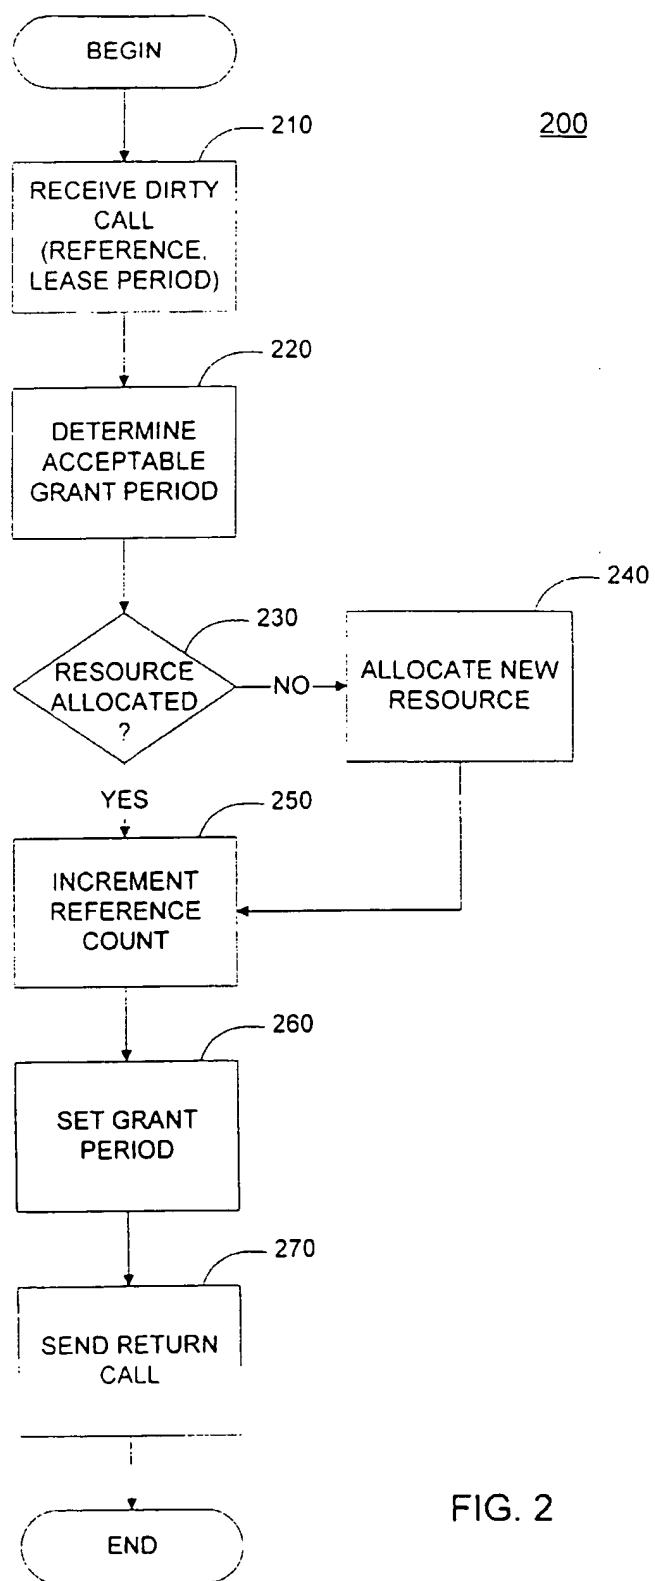 BEGIN
210
200
RECEIVE DIRTY
CALL
(REFERENCE,
LEASE PERIOD)
220
DETERMINE
ACCEPTABLE
GRANT PERIOD
240
230
RESOURCE
ALLOCATED
?
NO
ALLOCATE NEW
RESOURCE
YES
250
INCREMENT
REFERENCE
COUNT
260
SET GRANT
PERIOD
270
SEND RETURN
CALL
END
FIG. 2